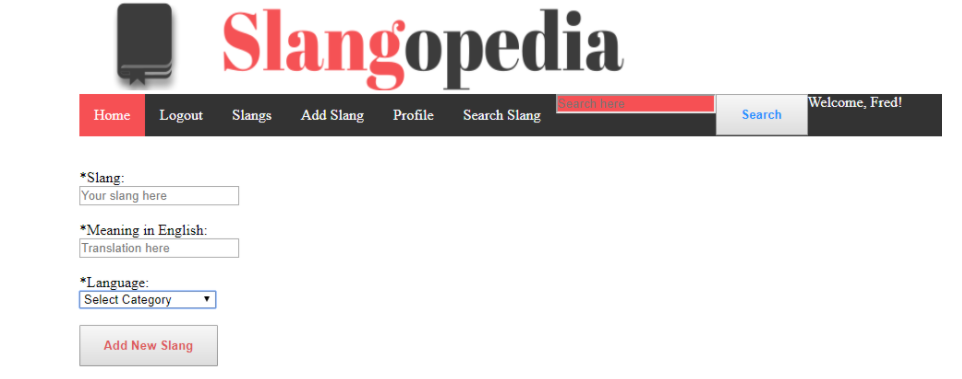 Slangopedia
Home Logout Slangs Add Slang Profile Search Slang Search here Search Welcome, Fred!
*Slang:
Your slang here
*Meaning in English:
Translation here
*Language:
Select Category
Add New Slang